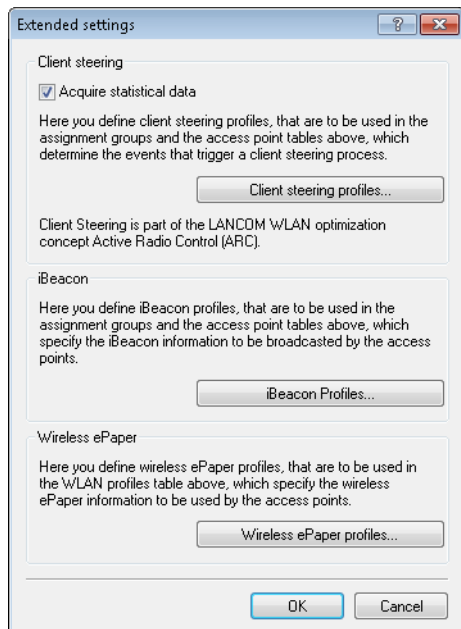 Extended settings
Client steering
Acquire statistical data
Here you define client steering profiles, that are to be used in the
assignment groups and the access point tables above, which
determine the events that trigger a client steering process.
Client steering profiles...
Client Steering is part of the LANCOM WLAN optimization
concept Active Radio Control (ARC).
iBeacon
Here you define iBeacon profiles, that are to be used in the
assignment groups and the access point tables above, which
specify the iBeacon information to be broadcasted by the access
points.
iBeacon Profiles...
Wireless ePaper
Here you define wireless ePaper profiles, that are to be used in
the WLAN profiles table above, which specify the wireless
ePaper information to be used by the access points.
Wireless ePaper profiles...
OK
Cancel